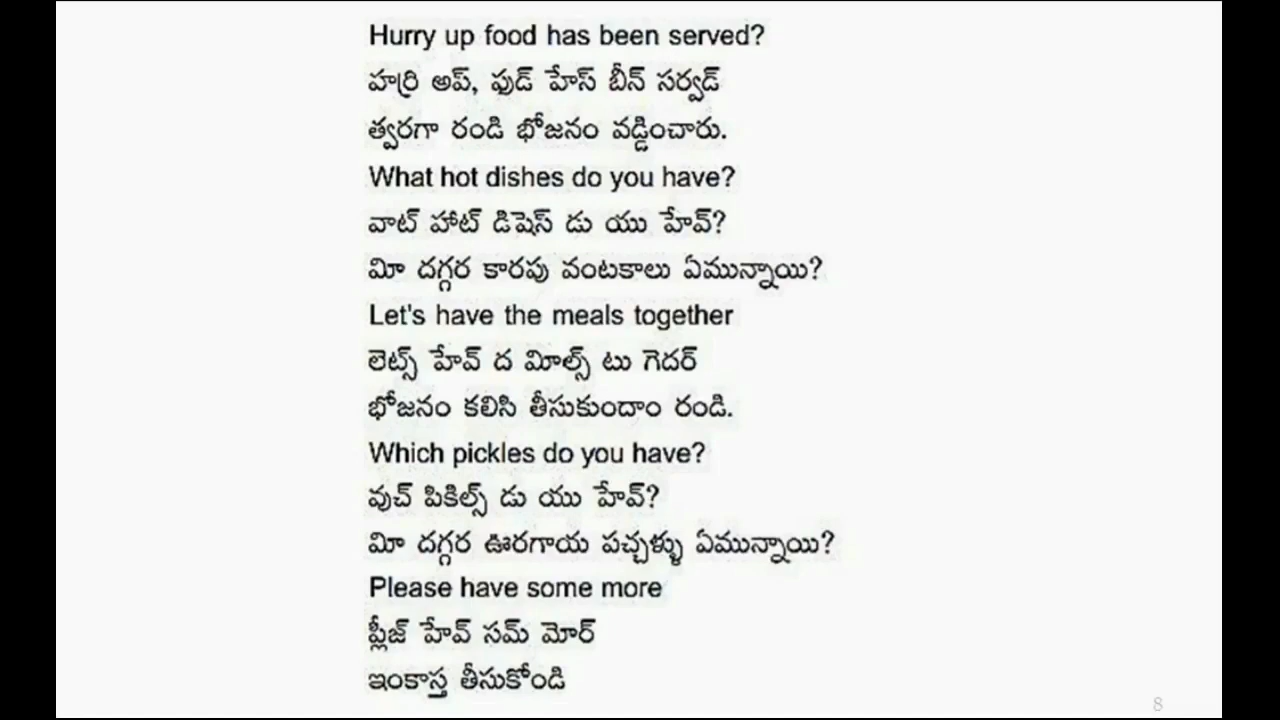 Hurry up food has been served?
హర్రి అప్, ఫుడ్ హేస్ బీన్ సర్వడ్
త్వరగా రండి భోజనం వడ్డించారు.
What hot dishes do you have?
వాట్ హాట్ డిషెస్ డు యు హేవ్?
మీ దగ్గర కారపు వంటకాలు ఏమున్నాయి?
Let's have the meals together
లెట్స్ హేవ్ ద మీల్స్ టు గెదర్
భోజనం కలిసి తీసుకుందాం రండి.
Which pickles do you have?
వుచ్ పికిల్స్ డు యు హేవ్?
మీ దగ్గర ఊరగాయ పచ్చళ్ళు ఏమున్నాయి?
Please have some more
ప్లీజ్ హేవ్ సమ్ మోర్
ఇంకాస్త తీసుకోండి
8